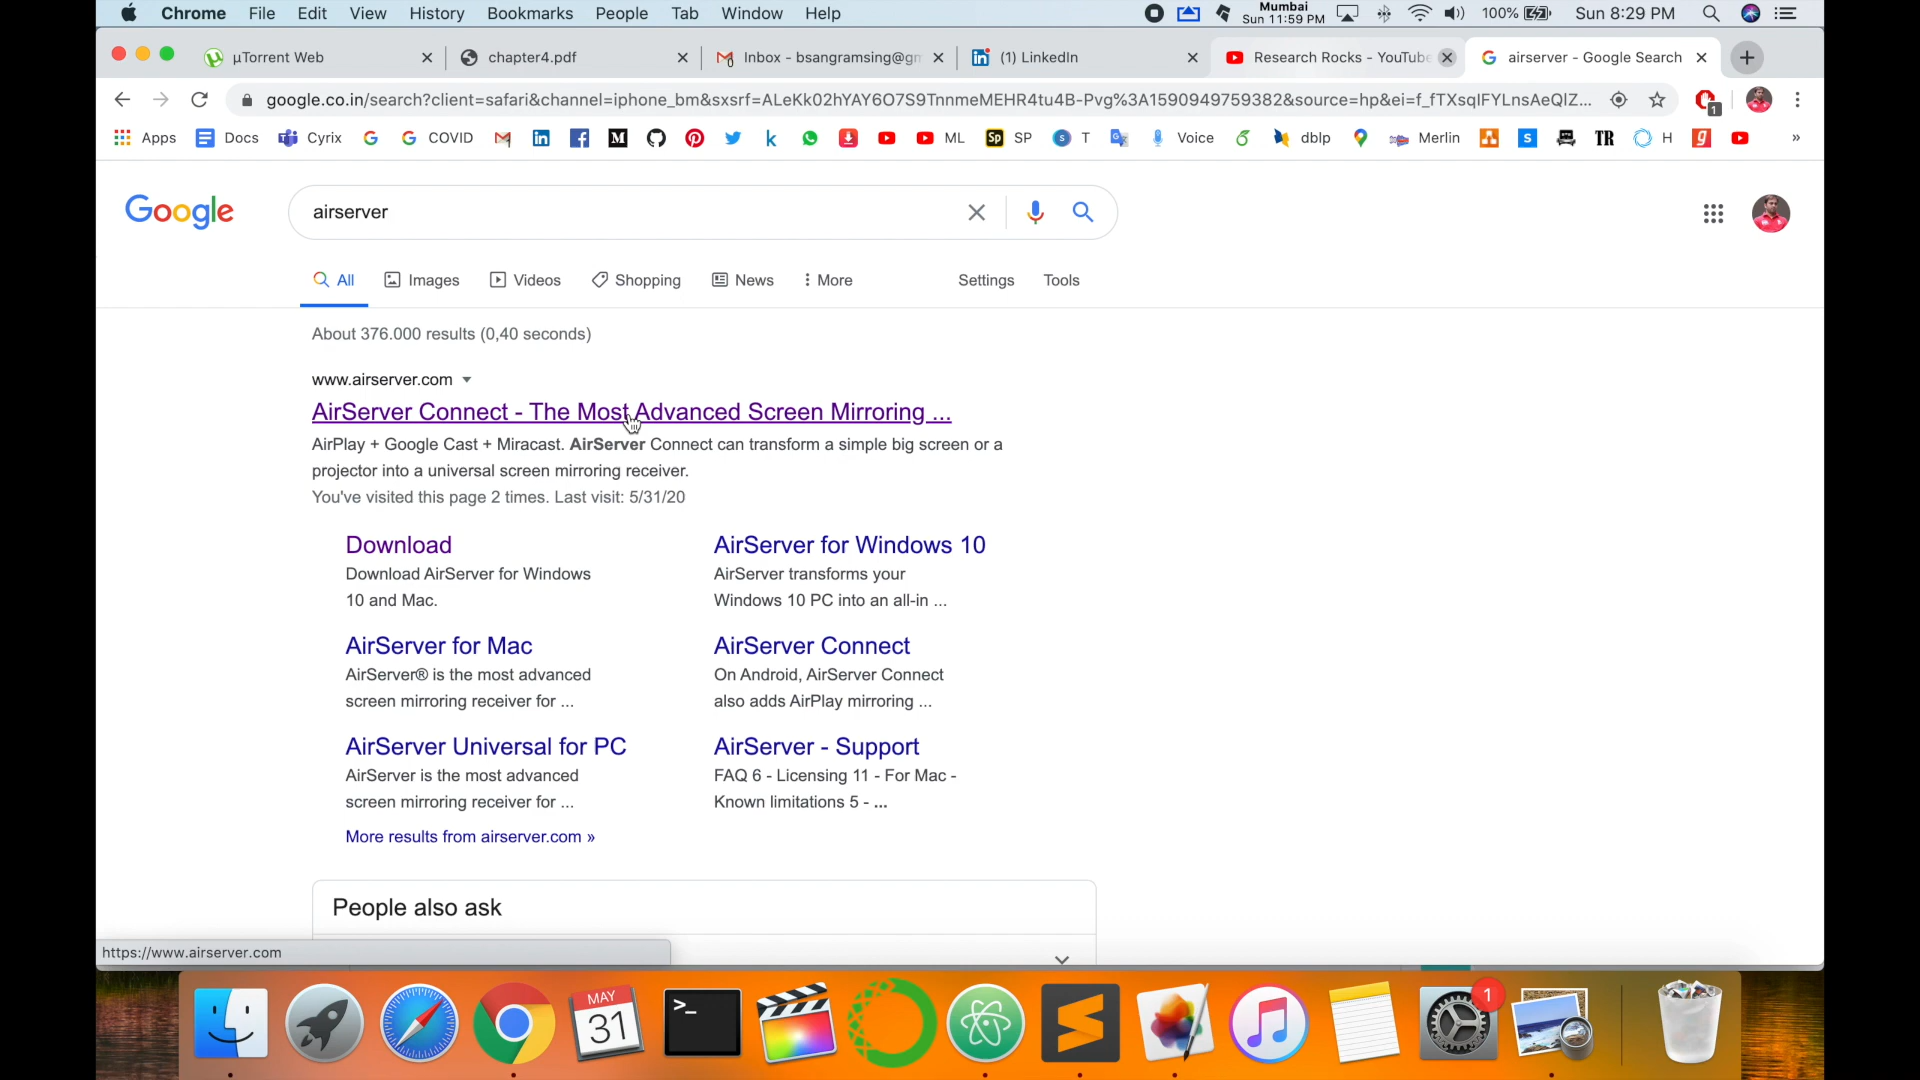 Chrome File Edit View History Bookmarks People Tab Window Help
Mumbai
Sun 11:59 PM
100%
Sun 8:29 PM
µTorrent Web
chapter4.pdf
Inbox - bsangramsing@gm
(1) LinkedIn
Research Rocks - YouTube
airserver - Google Search
google.co.in/search?client=safari&channel=iphone_bm&sxsrf=ALeKk02hYAY6O7S9TnnmeMEHR4tu4B-Pvg%3A1590949759382&source=hp&ei=f_fTXsqIFYLnsAeQIZ...
1
Apps Docs Cyrix COVID ML SP T Voice dblp Merlin TR H »
Google
airserver
All Images Videos Shopping News More Settings Tools
About 376.000 results (0,40 seconds)
www.airserver.com
AirServer Connect - The Most Advanced Screen Mirroring ...
AirPlay + Google Cast + Miracast. AirServer Connect can transform a simple big screen or a
projector into a universal screen mirroring receiver.
You've visited this page 2 times. Last visit: 5/31/20
Download
Download AirServer for Windows
10 and Mac.
AirServer for Windows 10
AirServer transforms your
Windows 10 PC into an all-in ...
AirServer for Mac
AirServer® is the most advanced
screen mirroring receiver for ...
AirServer Connect
On Android, AirServer Connect
also adds AirPlay mirroring ...
AirServer Universal for PC
AirServer is the most advanced
screen mirroring receiver for ...
AirServer - Support
FAQ 6 - Licensing 11 - For Mac -
Known limitations 5 - ...
More results from airserver.com »
People also ask
https://www.airserver.com
MAY
31
1